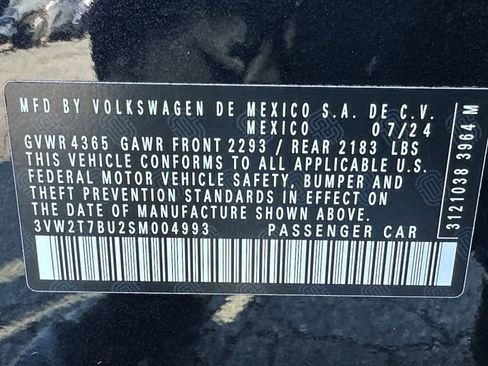 MFD BY VOLKSWAGEN DE MEXICO S.A. DE C.V.
MEXICO 07/24
GVWR 4365 GAWR FRONT 2293 / REAR 2183 LBS
THIS VEHICLE CONFORMS TO ALL APPLICABLE U.S.
FEDERAL MOTOR VEHICLE SAFETY, BUMPER AND
THEFT PREVENTION STANDARDS IN EFFECT ON
THE DATE OF MANUFACTURE SHOWN ABOVE.
3VW2T7BU2SM004993 PASSENGER CAR
3121038 3964 M